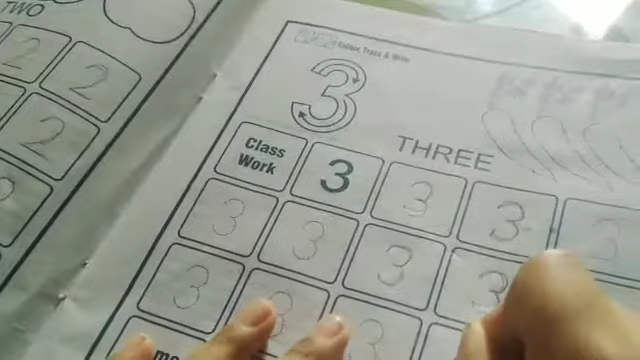 TWO
2 2
2
Colour, Trace & Write
3
THREE
Class
Work
3 3 3 3
3 3 3 3
3 3 3